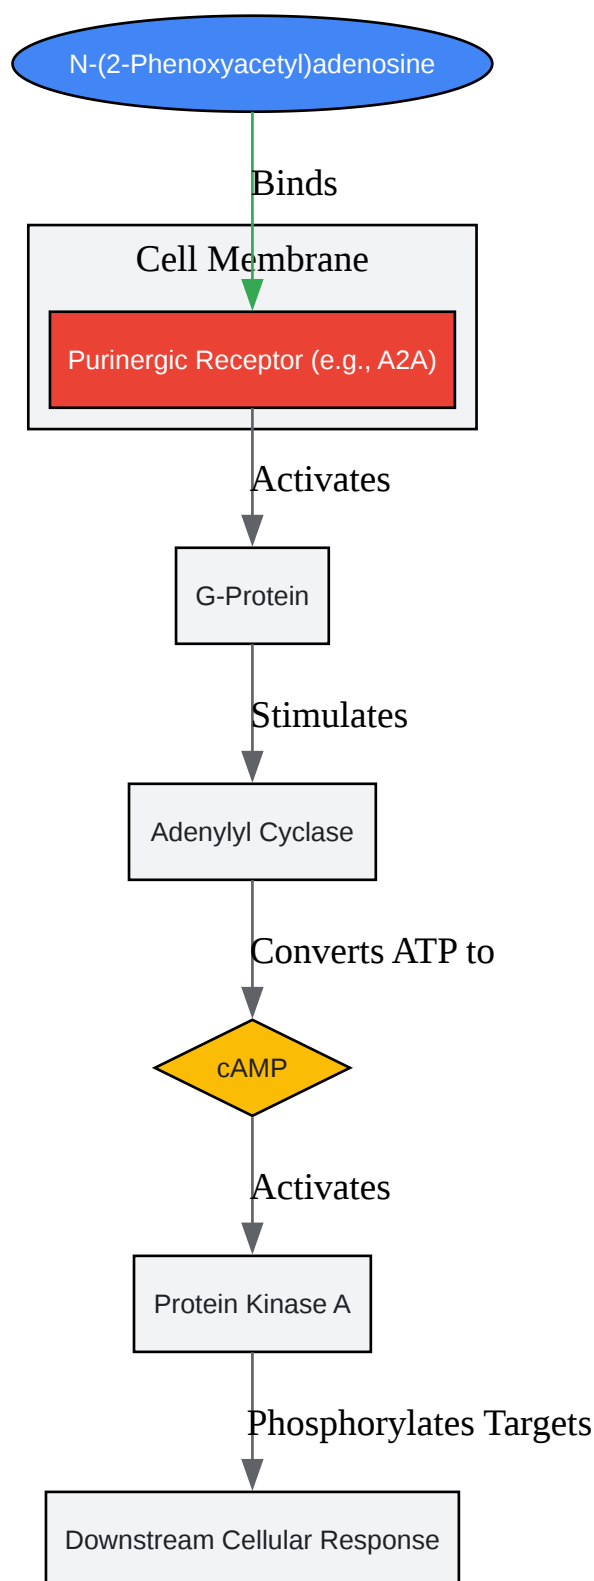 N-(2-Phenoxyacetyl)adenosine
Binds
Cell Membrane
Purinergic Receptor (e.g., A2A)
Activates
G-Protein
Stimulates
Adenylyl Cyclase
Converts ATP to
cAMP
Activates
Protein Kinase A
Phosphorylates Targets
Downstream Cellular Response